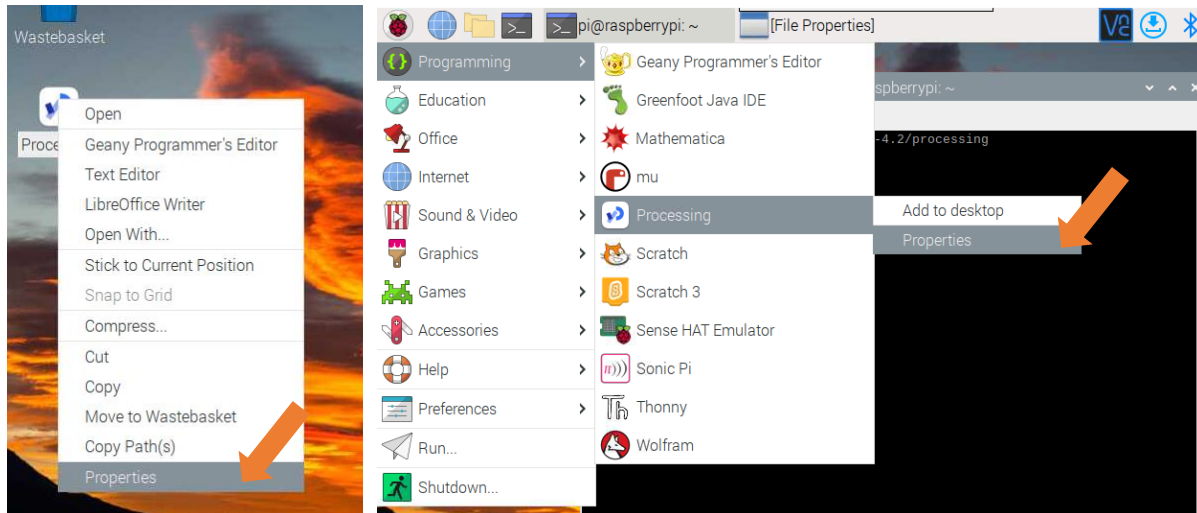 Wastebasket
Proce
Open
Geany Programmer's Editor
Text Editor
LibreOffice Writer
Open With...
Stick to Current Position
Snap to Grid
Compress...
Cut
Copy
Move to Wastebasket
Copy Path(s)
Properties
pi@raspberrypi: ~
[File Properties]
V2
Programming
Education
Office
Internet
Sound & Video
Graphics
Games
Accessories
Help
Preferences
Run...
Shutdown...
Geany Programmer's Editor
Greenfoot Java IDE
Mathematica
mu
Processing
Scratch
Scratch 3
Sense HAT Emulator
π)))
Sonic Pi
Th
Thonny
Wolfram
spberrypi: ~
-4.2/processing
Add to desktop
Properties